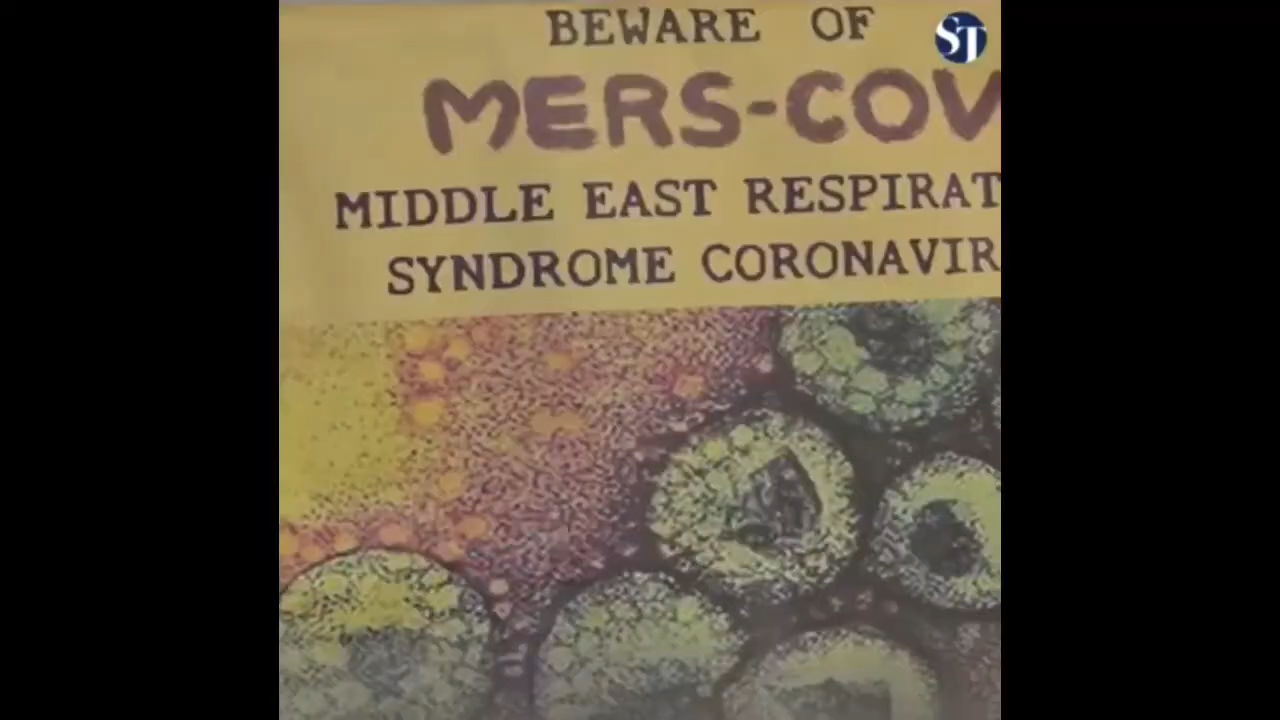 BEWARE OF
ST
MERS-COV
MIDDLE EAST RESPIRAT
SYNDROME CORONAVIR